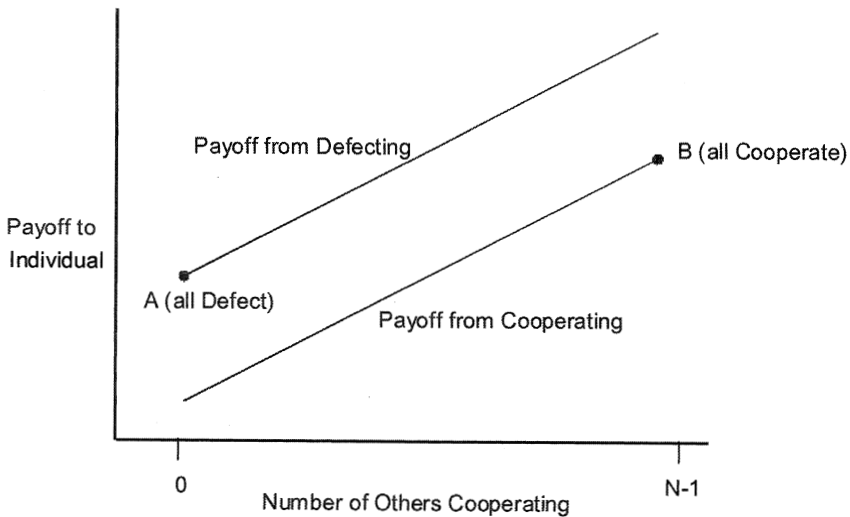 Payoff from Defecting
B (all Cooperate)
Payoff to
Individual
A (all Defect)
Payoff from Cooperating
0
N-1
Number of Others Cooperating